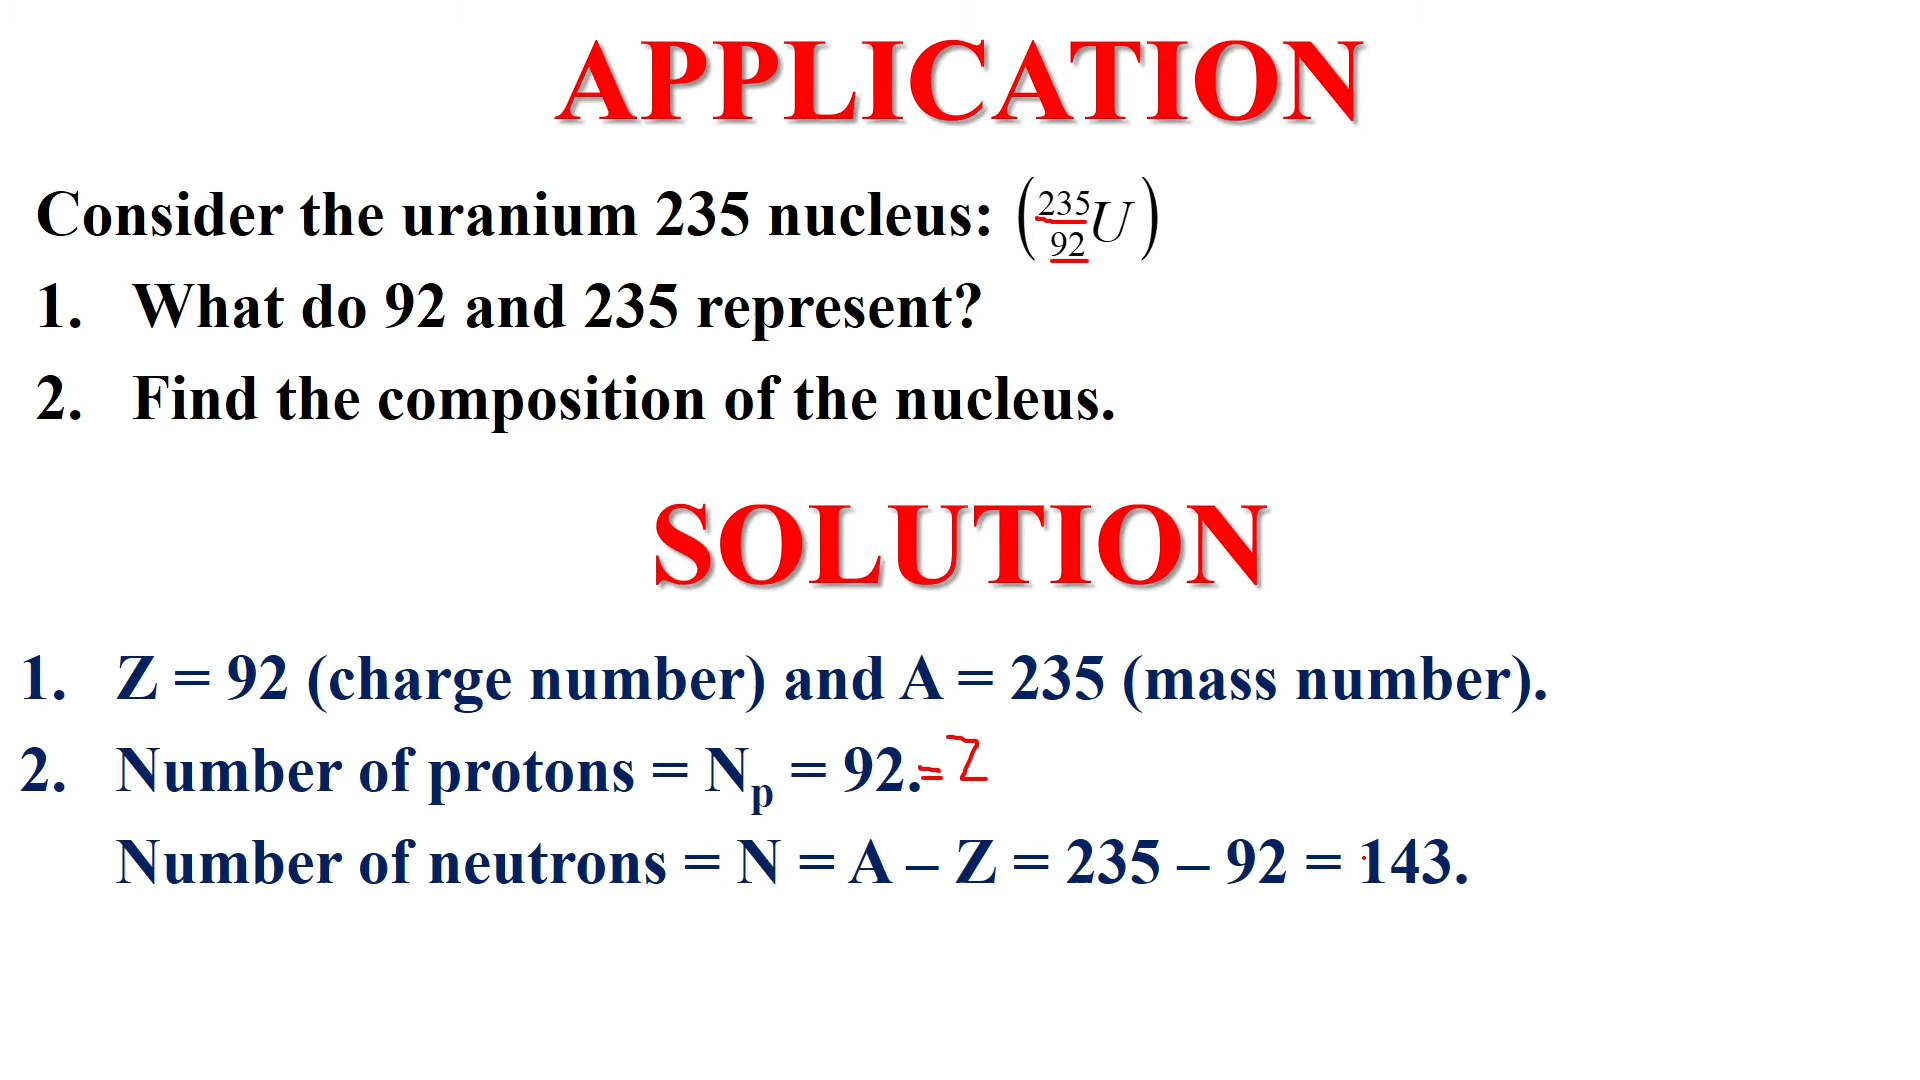 APPLICATION
Consider the uranium 235 nucleus: (²³⁵₉₂U)
1. What do 92 and 235 represent?
2. Find the composition of the nucleus.
SOLUTION
1. Z = 92 (charge number) and A = 235 (mass number).
2. Number of protons = Nₚ = 92. = Z
Number of neutrons = N = A – Z = 235 – 92 = 143.